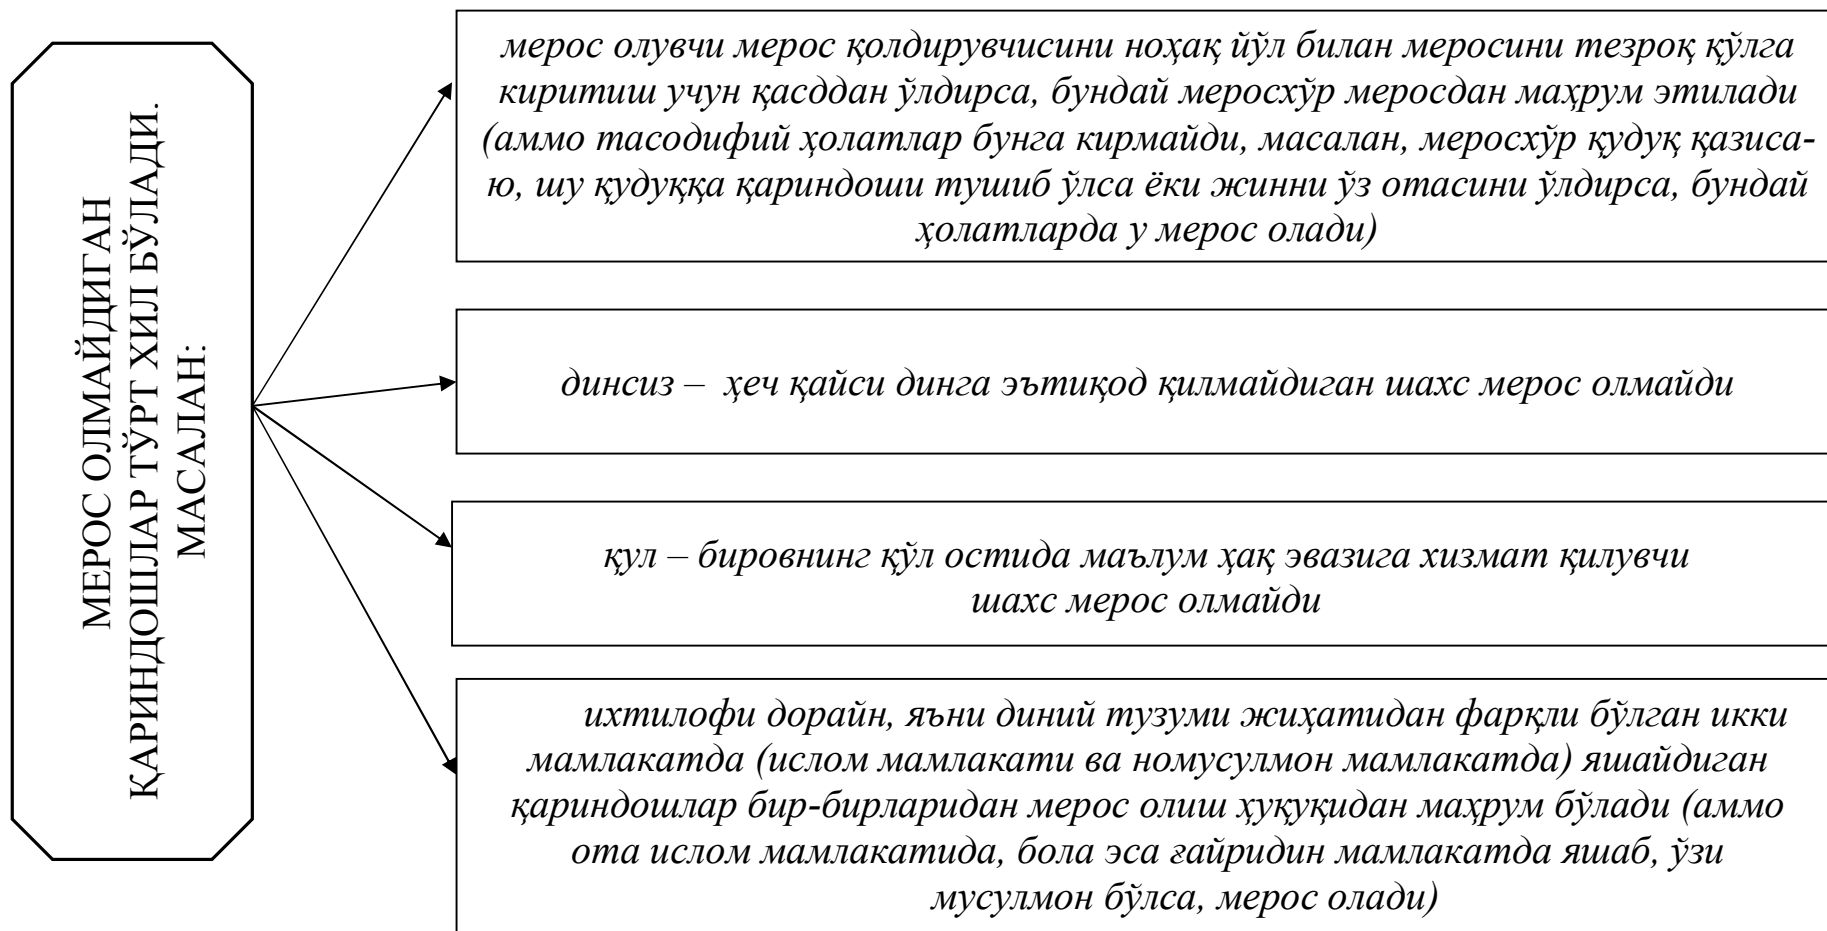 МЕРОС ОЛМАЙДИГАН
ҚАРИНДОШЛАР ТЎРТ ХИЛ БЎЛАДИ.
МАСАЛАН:
мерос олувчи мерос қолдирувчисини ноҳақ йўл билан меросини тезроқ қўлга
киритиш учун қасддан ўлдирса, бундай меросхўр меросдан маҳрум этилади
(аммо тасодифий ҳолатлар бунга кирмайди, масалан, меросхўр қудуқ қазиса-
ю, шу қудуққа қариндоши тушиб ўлса ёки жинни ўз отасини ўлдирса, бундай
ҳолатларда у мерос олади)
динсиз – ҳеч қайси динга эътиқод қилмайдиган шахс мерос олмайди
қул – бировнинг қўл остида маълум ҳақ эвазига хизмат қилувчи
шахс мерос олмайди
ихтилофи дорайн, яъни диний тузуми жиҳатидан фарқли бўлган икки
мамлакатда (ислом мамлакати ва номусулмон мамлакатда) яшайдиган
қариндошлар бир-бирларидан мерос олиш ҳуқуқидан маҳрум бўлади (аммо
ота ислом мамлакатида, бола эса ғайридин мамлакатда яшаб, ўзи
мусулмон бўлса, мерос олади)